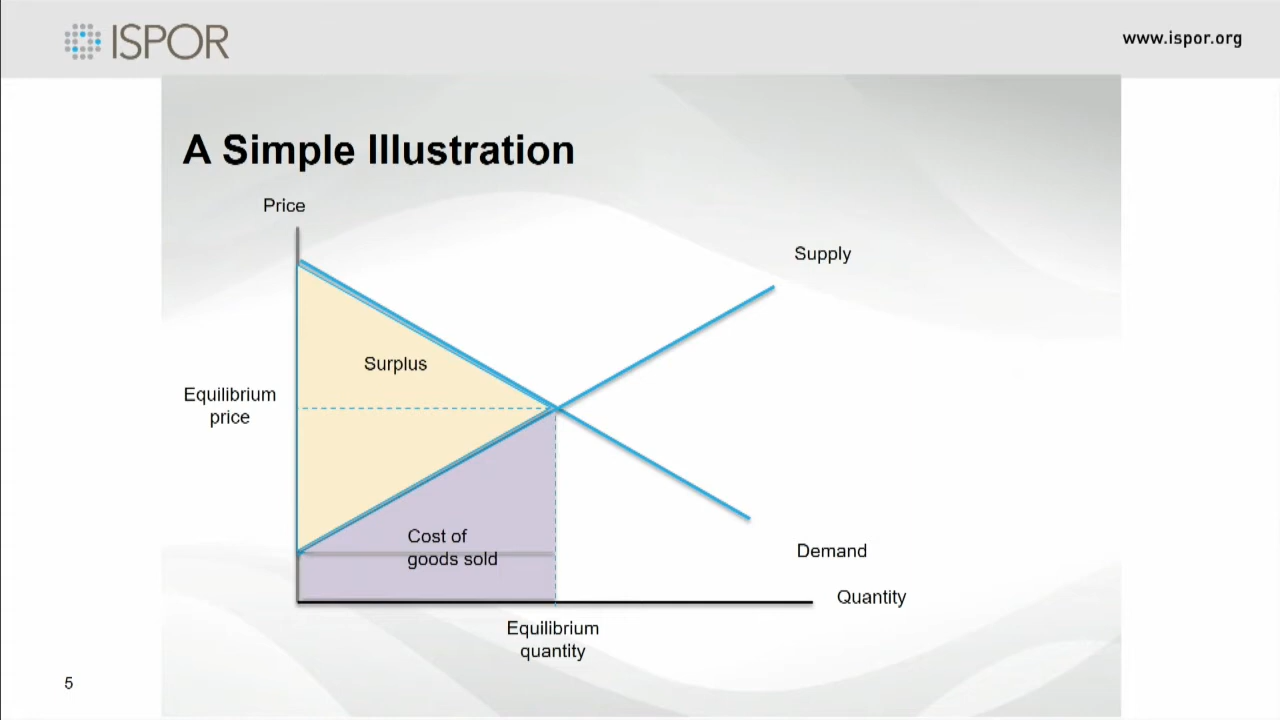 ISPOR
www.ispor.org
A Simple Illustration
Price
Supply
Surplus
Equilibrium
price
Cost of
goods sold
Demand
Quantity
Equilibrium
quantity
5